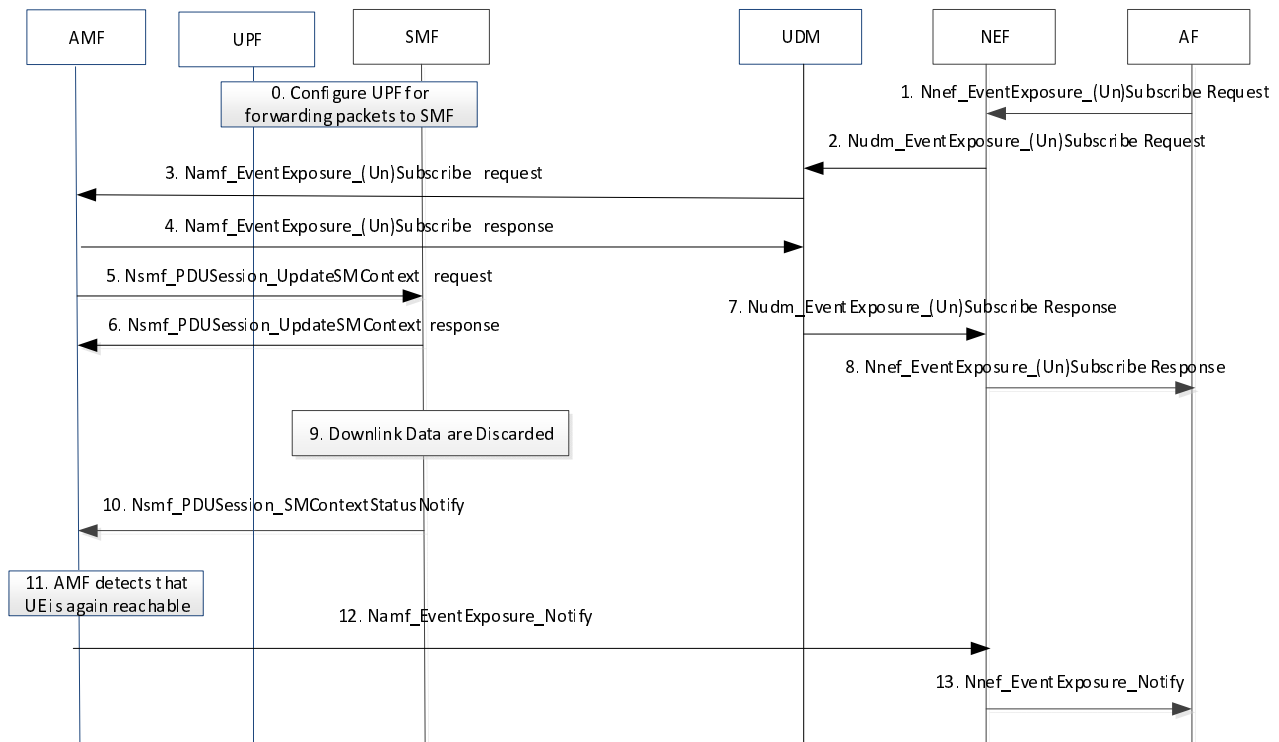 AMF
UPF
SMF
UDM
NEF
AF
0. Configure UPF for
forwarding packets to SMF
1. Nnef_EventExposure_(Un)Subscribe Request
2. Nudm_EventExposure_(Un)Subscribe Request
3. Namf_EventExposure_(Un)Subscribe request
4. Namf_EventExposure_(Un)Subscribe response
5. Nsmf_PDUSession_UpdateSMContext request
7. Nudm_EventExposure_(Un)Subscribe Response
6. Nsmf_PDUSession_UpdateSMContext response
8. Nnef_EventExposure_(Un)Subscribe Response
9. Downlink Data are Discarded
10. Nsmf_PDUSession_SMContextStatusNotify
11. AMF detects that
UE is again reachable
12. Namf_EventExposure_Notify
13. Nnef_EventExposure_Notify